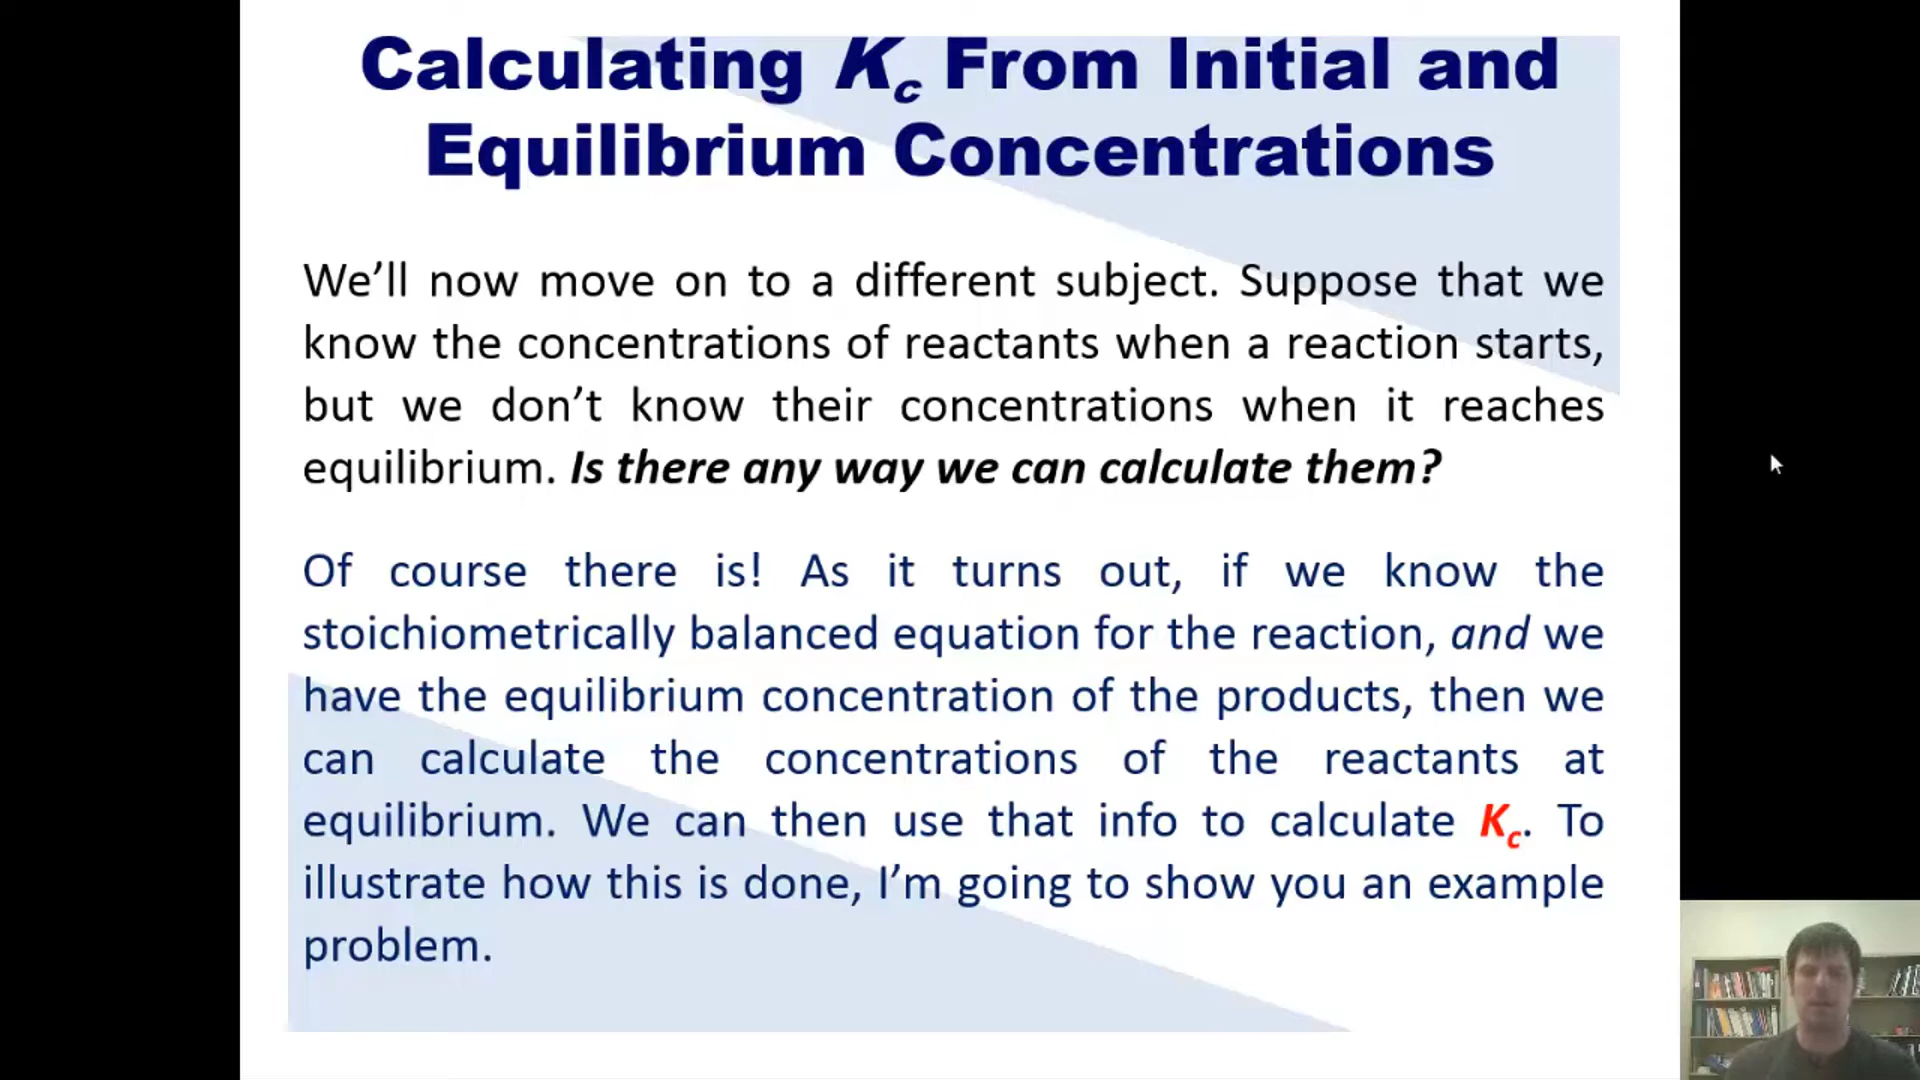 Calculating Kc From Initial and
Equilibrium Concentrations
We’ll now move on to a different subject. Suppose that we
know the concentrations of reactants when a reaction starts,
but we don’t know their concentrations when it reaches
equilibrium. Is there any way we can calculate them?
Of course there is! As it turns out, if we know the
stoichiometrically balanced equation for the reaction, and we
have the equilibrium concentration of the products, then we
can calculate the concentrations of the reactants at
equilibrium. We can then use that info to calculate Kc. To
illustrate how this is done, I’m going to show you an example
problem.